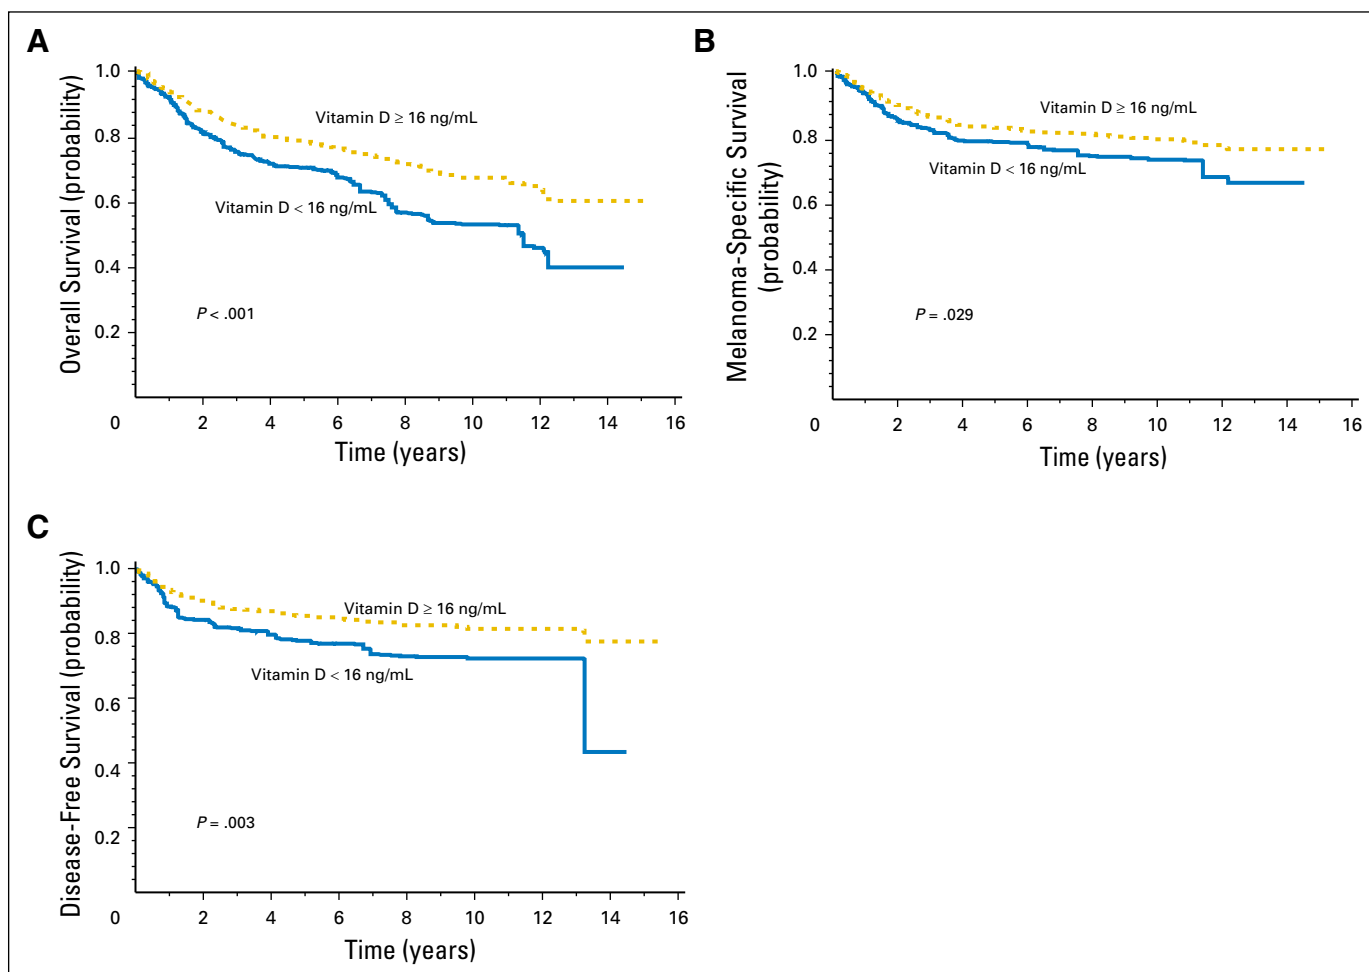 A
Overall Survival (probability)
1.0
0.8
0.6
0.4
0.2
Vitamin D ≥ 16 ng/mL
Vitamin D < 16 ng/mL
P < .001
0 2 4 6 8 10 12 14 16
Time (years)
B
Melanoma-Specific Survival
(probability)
1.0
0.8
0.6
0.4
0.2
Vitamin D ≥ 16 ng/mL
Vitamin D < 16 ng/mL
P = .029
0 2 4 6 8 10 12 14 16
Time (years)
C
Disease-Free Survival (probability)
1.0
0.8
0.6
0.4
0.2
Vitamin D ≥ 16 ng/mL
Vitamin D < 16 ng/mL
P = .003
0 2 4 6 8 10 12 14 16
Time (years)